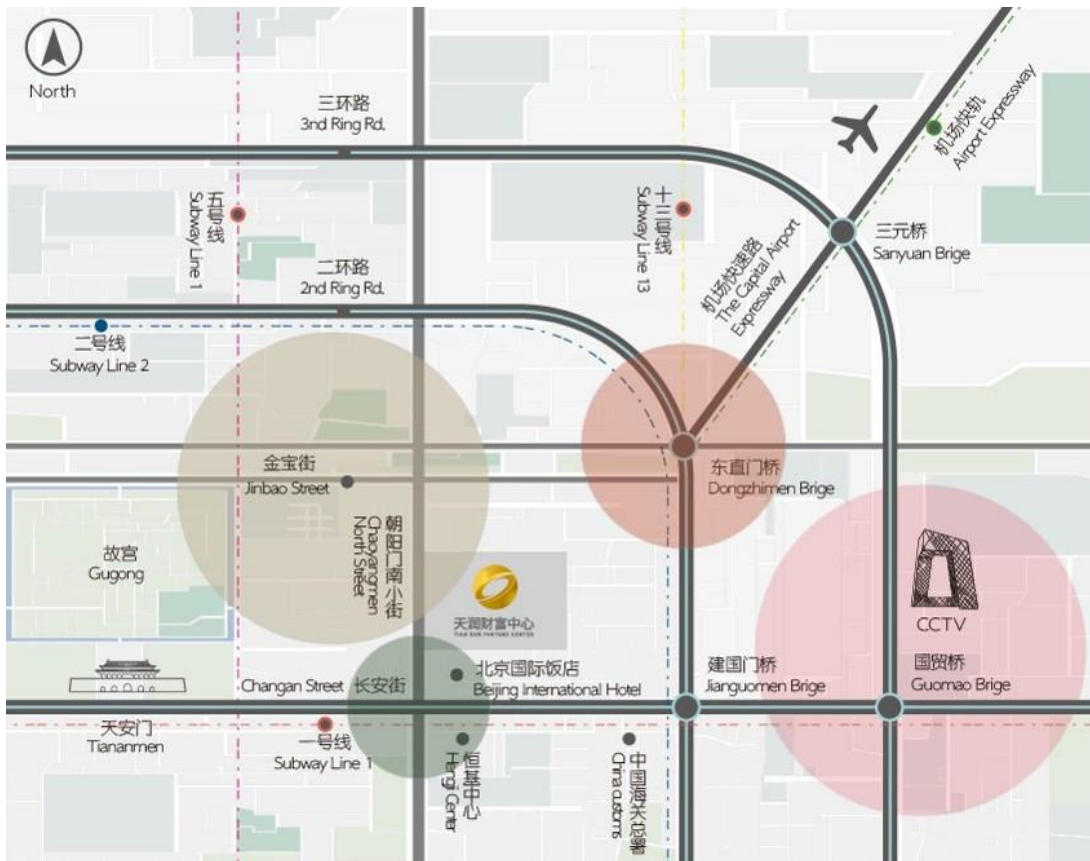 North
三环路
3nd Ring Rd.
五号线
Subway Line 1
十三号线
Subway Line 13
机场快轨
Airport Expressway
机场快速路
The Capital Airport
Expressway
三元桥
Sanyuan Brige
二环路
2nd Ring Rd.
二号线
Subway Line 2
金宝街
Jinbao Street
东直门桥
Dongzhimen Brige
朝阳门南小街
Chaoyangmen
North Street
故宫
Gugong
天润财富中心
TIAN RUN FORTUNE CENTER
CCTV
北京国际饭店
Beijing International Hotel
建国门桥
Jianguomen Brige
国贸桥
Guomao Brige
Changan Street 长安街
天安门
Tiananmen
一号线
Subway Line 1
恒基中心
Hengji Center
中国海关总署
China customs